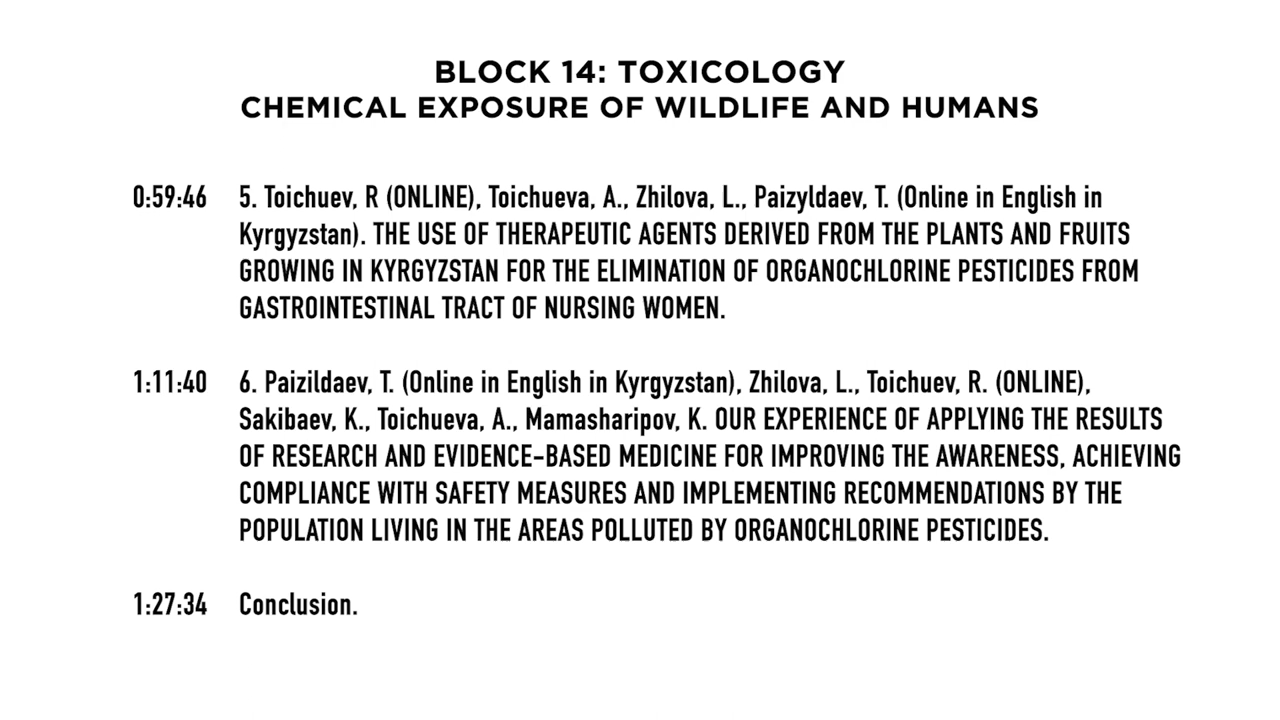 BLOCK 14: TOXICOLOGY
CHEMICAL EXPOSURE OF WILDLIFE AND HUMANS
0:59:46 5. Toichuev, R (ONLINE), Toichueva, A., Zhilova, L., Paizyldaev, T. (Online in English in
Kyrgyzstan). THE USE OF THERAPEUTIC AGENTS DERIVED FROM THE PLANTS AND FRUITS
GROWING IN KYRGYZSTAN FOR THE ELIMINATION OF ORGANOCHLORINE PESTICIDES FROM
GASTROINTESTINAL TRACT OF NURSING WOMEN.
1:11:40 6. Paizildaev, T. (Online in English in Kyrgyzstan), Zhilova, L., Toichuev, R. (ONLINE),
Sakibaev, K., Toichueva, A., Mamasharipov, K. OUR EXPERIENCE OF APPLYING THE RESULTS
OF RESEARCH AND EVIDENCE-BASED MEDICINE FOR IMPROVING THE AWARENESS, ACHIEVING
COMPLIANCE WITH SAFETY MEASURES AND IMPLEMENTING RECOMMENDATIONS BY THE
POPULATION LIVING IN THE AREAS POLLUTED BY ORGANOCHLORINE PESTICIDES.
1:27:34 Conclusion.